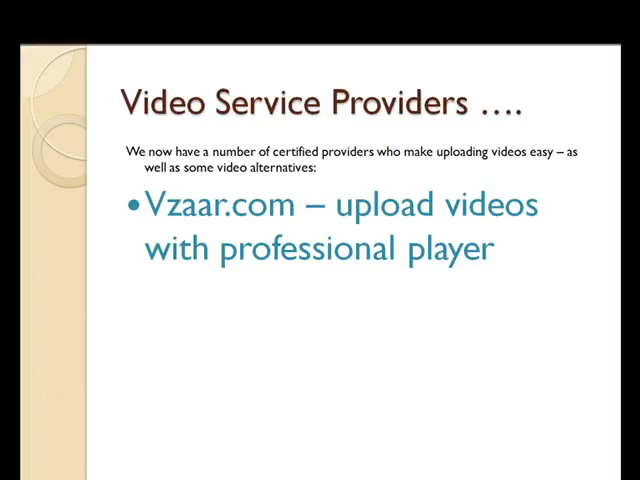 Video Service Providers ….
We now have a number of certified providers who make uploading videos easy – as
well as some video alternatives:
•Vzaar.com – upload videos
with professional player